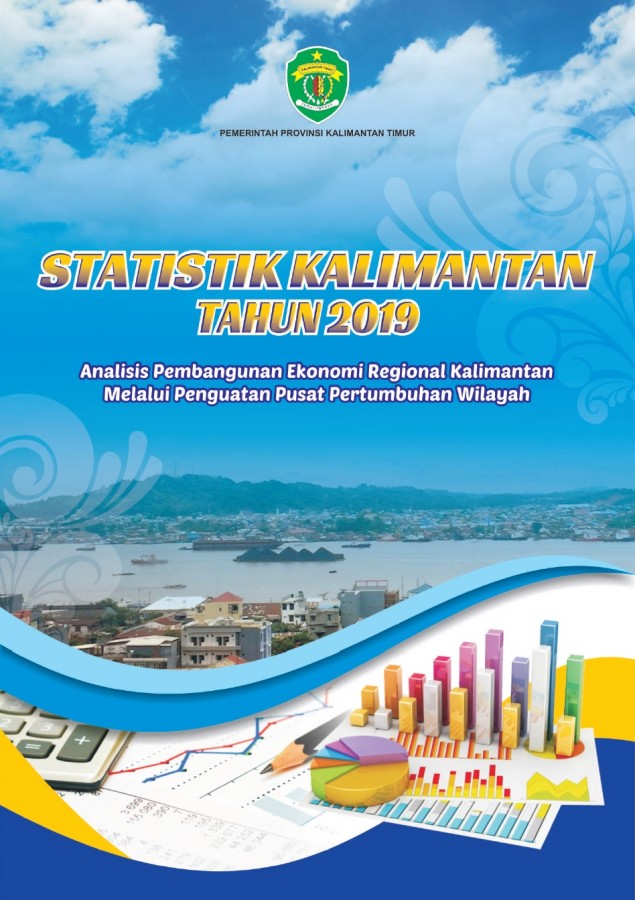 PEMERINTAH PROVINSI KALIMANTAN TIMUR
STATISTIK KALIMANTAN
TAHUN 2019
Analisis Pembangunan Ekonomi Regional Kalimantan
Melalui Penguatan Pusat Pertumbuhan Wilayah